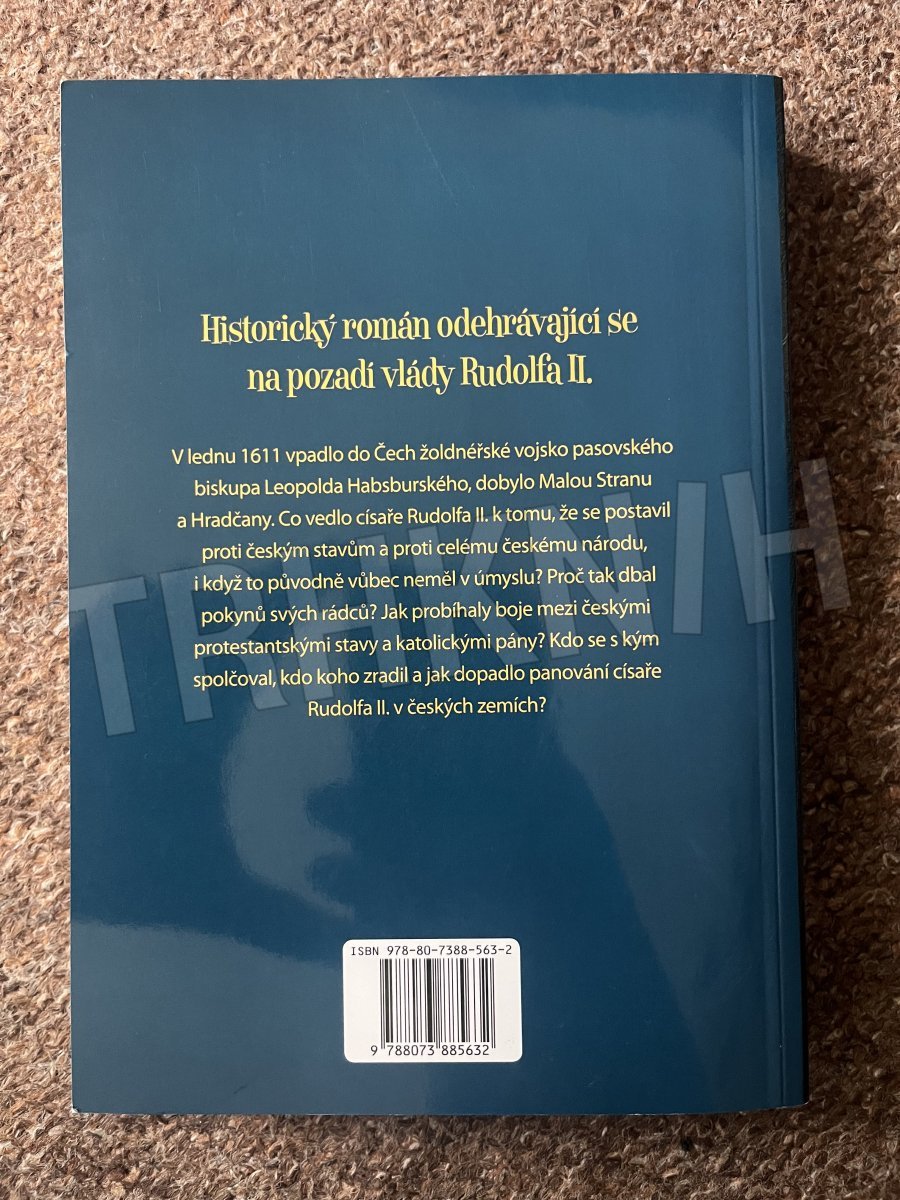 Historický román odehrávající se
na pozadí vlády Rudolfa II.
V lednu 1611 vpadlo do Čech žoldnéřské vojsko pasovského
biskupa Leopolda Habsburského, dobylo Malou Stranu
a Hradčany. Co vedlo císaře Rudolfa II. k tomu, že se postavil
proti českým stavům a proti celému českému národu,
i když to původně vůbec neměl v úmyslu? Proč tak dbal
pokynů svých rádců? Jak probíhaly boje mezi českými
protestantskými stavy a katolickými pány? Kdo se s kým
spolčoval, kdo koho zradil a jak dopadlo panování císaře
Rudolfa II. v českých zemích?
TRHKNIH
ISBN 978-80-7388-563-2
9 788073 885632